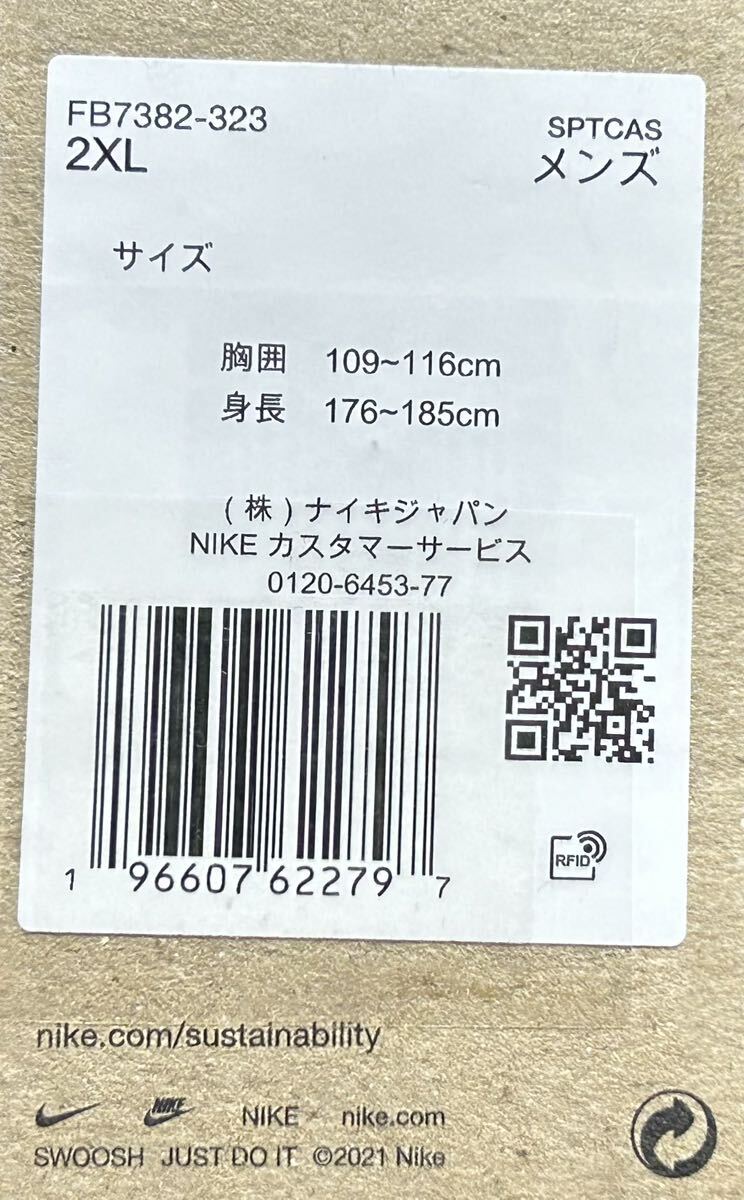 FB7382-323
2XL
SPTCAS
メンズ
サイズ
胸囲 109~116cm
身長 176~185cm
(株)ナイキジャパン
NIKE カスタマーサービス
0120-6453-77
1 96607 62279 7
RFID
nike.com/sustainability
NIKE NIKE nike.com
SWOOSH JUST DO IT ©2021 Nike